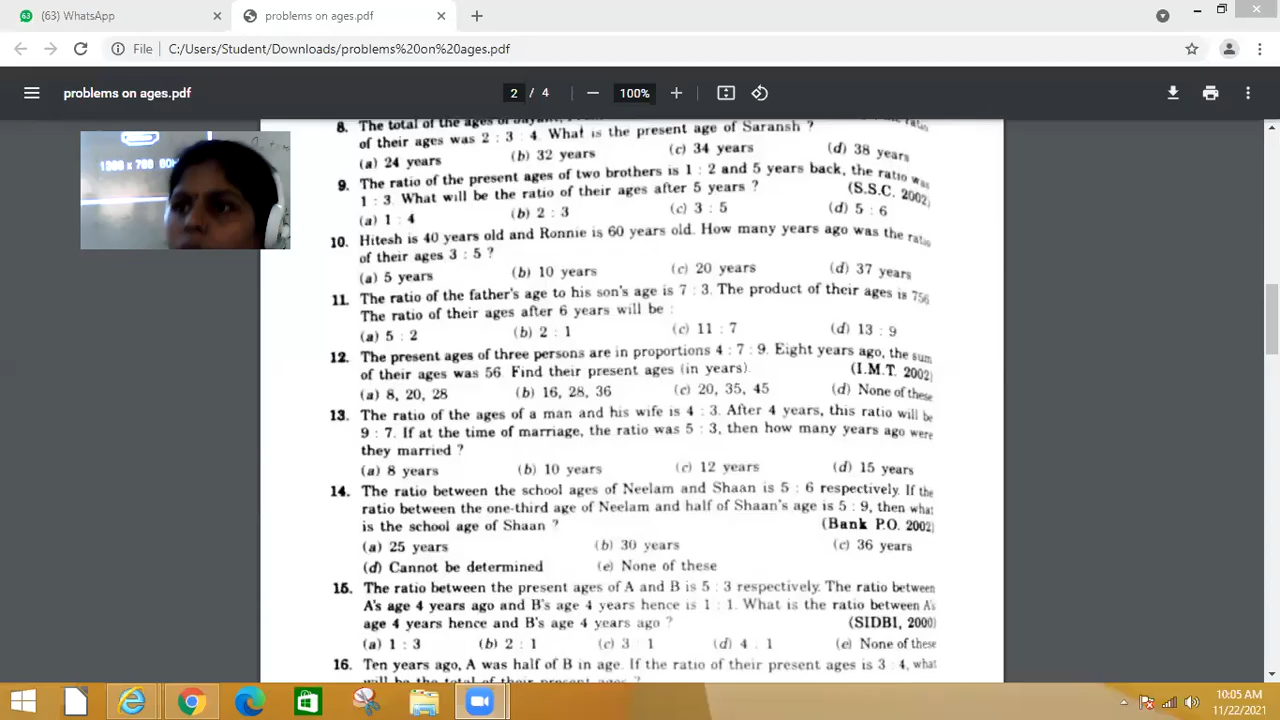 (63) WhatsApp
problems on ages.pdf
File
C:/Users/Student/Downloads/problems%20on%20ages.pdf
problems on ages.pdf
2 / 4
100%
8. The total of the ages of
of their ages was 2 : 3 : 4. What is the present age of Saransh ?
(a) 24 years (b) 32 years (c) 34 years (d) 38 years
9. The ratio of the present ages of two brothers is 1 : 2 and 5 years back, the ratio was
1 : 3. What will be the ratio of their ages after 5 years ? (S.S.C. 2002)
(a) 1 : 4 (b) 2 : 3 (c) 3 : 5 (d) 5 : 6
10. Hitesh is 40 years old and Ronnie is 60 years old. How many years ago was the ratio
of their ages 3 : 5 ?
(a) 5 years (b) 10 years (c) 20 years (d) 37 years
11. The ratio of the father's age to his son's age is 7 : 3. The product of their ages is 756
The ratio of their ages after 6 years will be :
(a) 5 : 2 (b) 2 : 1 (c) 11 : 7 (d) 13 : 9
12. The present ages of three persons are in proportions 4 : 7 : 9. Eight years ago, the sum
of their ages was 56. Find their present ages (in years). (I.M.T. 2002)
(a) 8, 20, 28 (b) 16, 28, 36 (c) 20, 35, 45 (d) None of these
13. The ratio of the ages of a man and his wife is 4 : 3. After 4 years, this ratio will be
9 : 7. If at the time of marriage, the ratio was 5 : 3, then how many years ago were
they married ?
(a) 8 years (b) 10 years (c) 12 years (d) 15 years
14. The ratio between the school ages of Neelam and Shaan is 5 : 6 respectively. If the
ratio between the one-third age of Neelam and half of Shaan's age is 5 : 9, then what
is the school age of Shaan ? (Bank P.O. 2002)
(a) 25 years (b) 30 years (c) 36 years
(d) Cannot be determined (e) None of these
15. The ratio between the present ages of A and B is 5 : 3 respectively. The ratio between
A's age 4 years ago and B's age 4 years hence is 1 : 1. What is the ratio between A's
age 4 years hence and B's age 4 years ago ? (SIDBI, 2000)
(a) 1 : 3 (b) 2 : 1 (c) 3 : 1 (d) 4 . 1 (e) None of these
16. Ten years ago, A was half of B in age. If the ratio of their present ages is 3 : 4, what
will be the total of their present ages ?
10:05 AM
11/22/2021